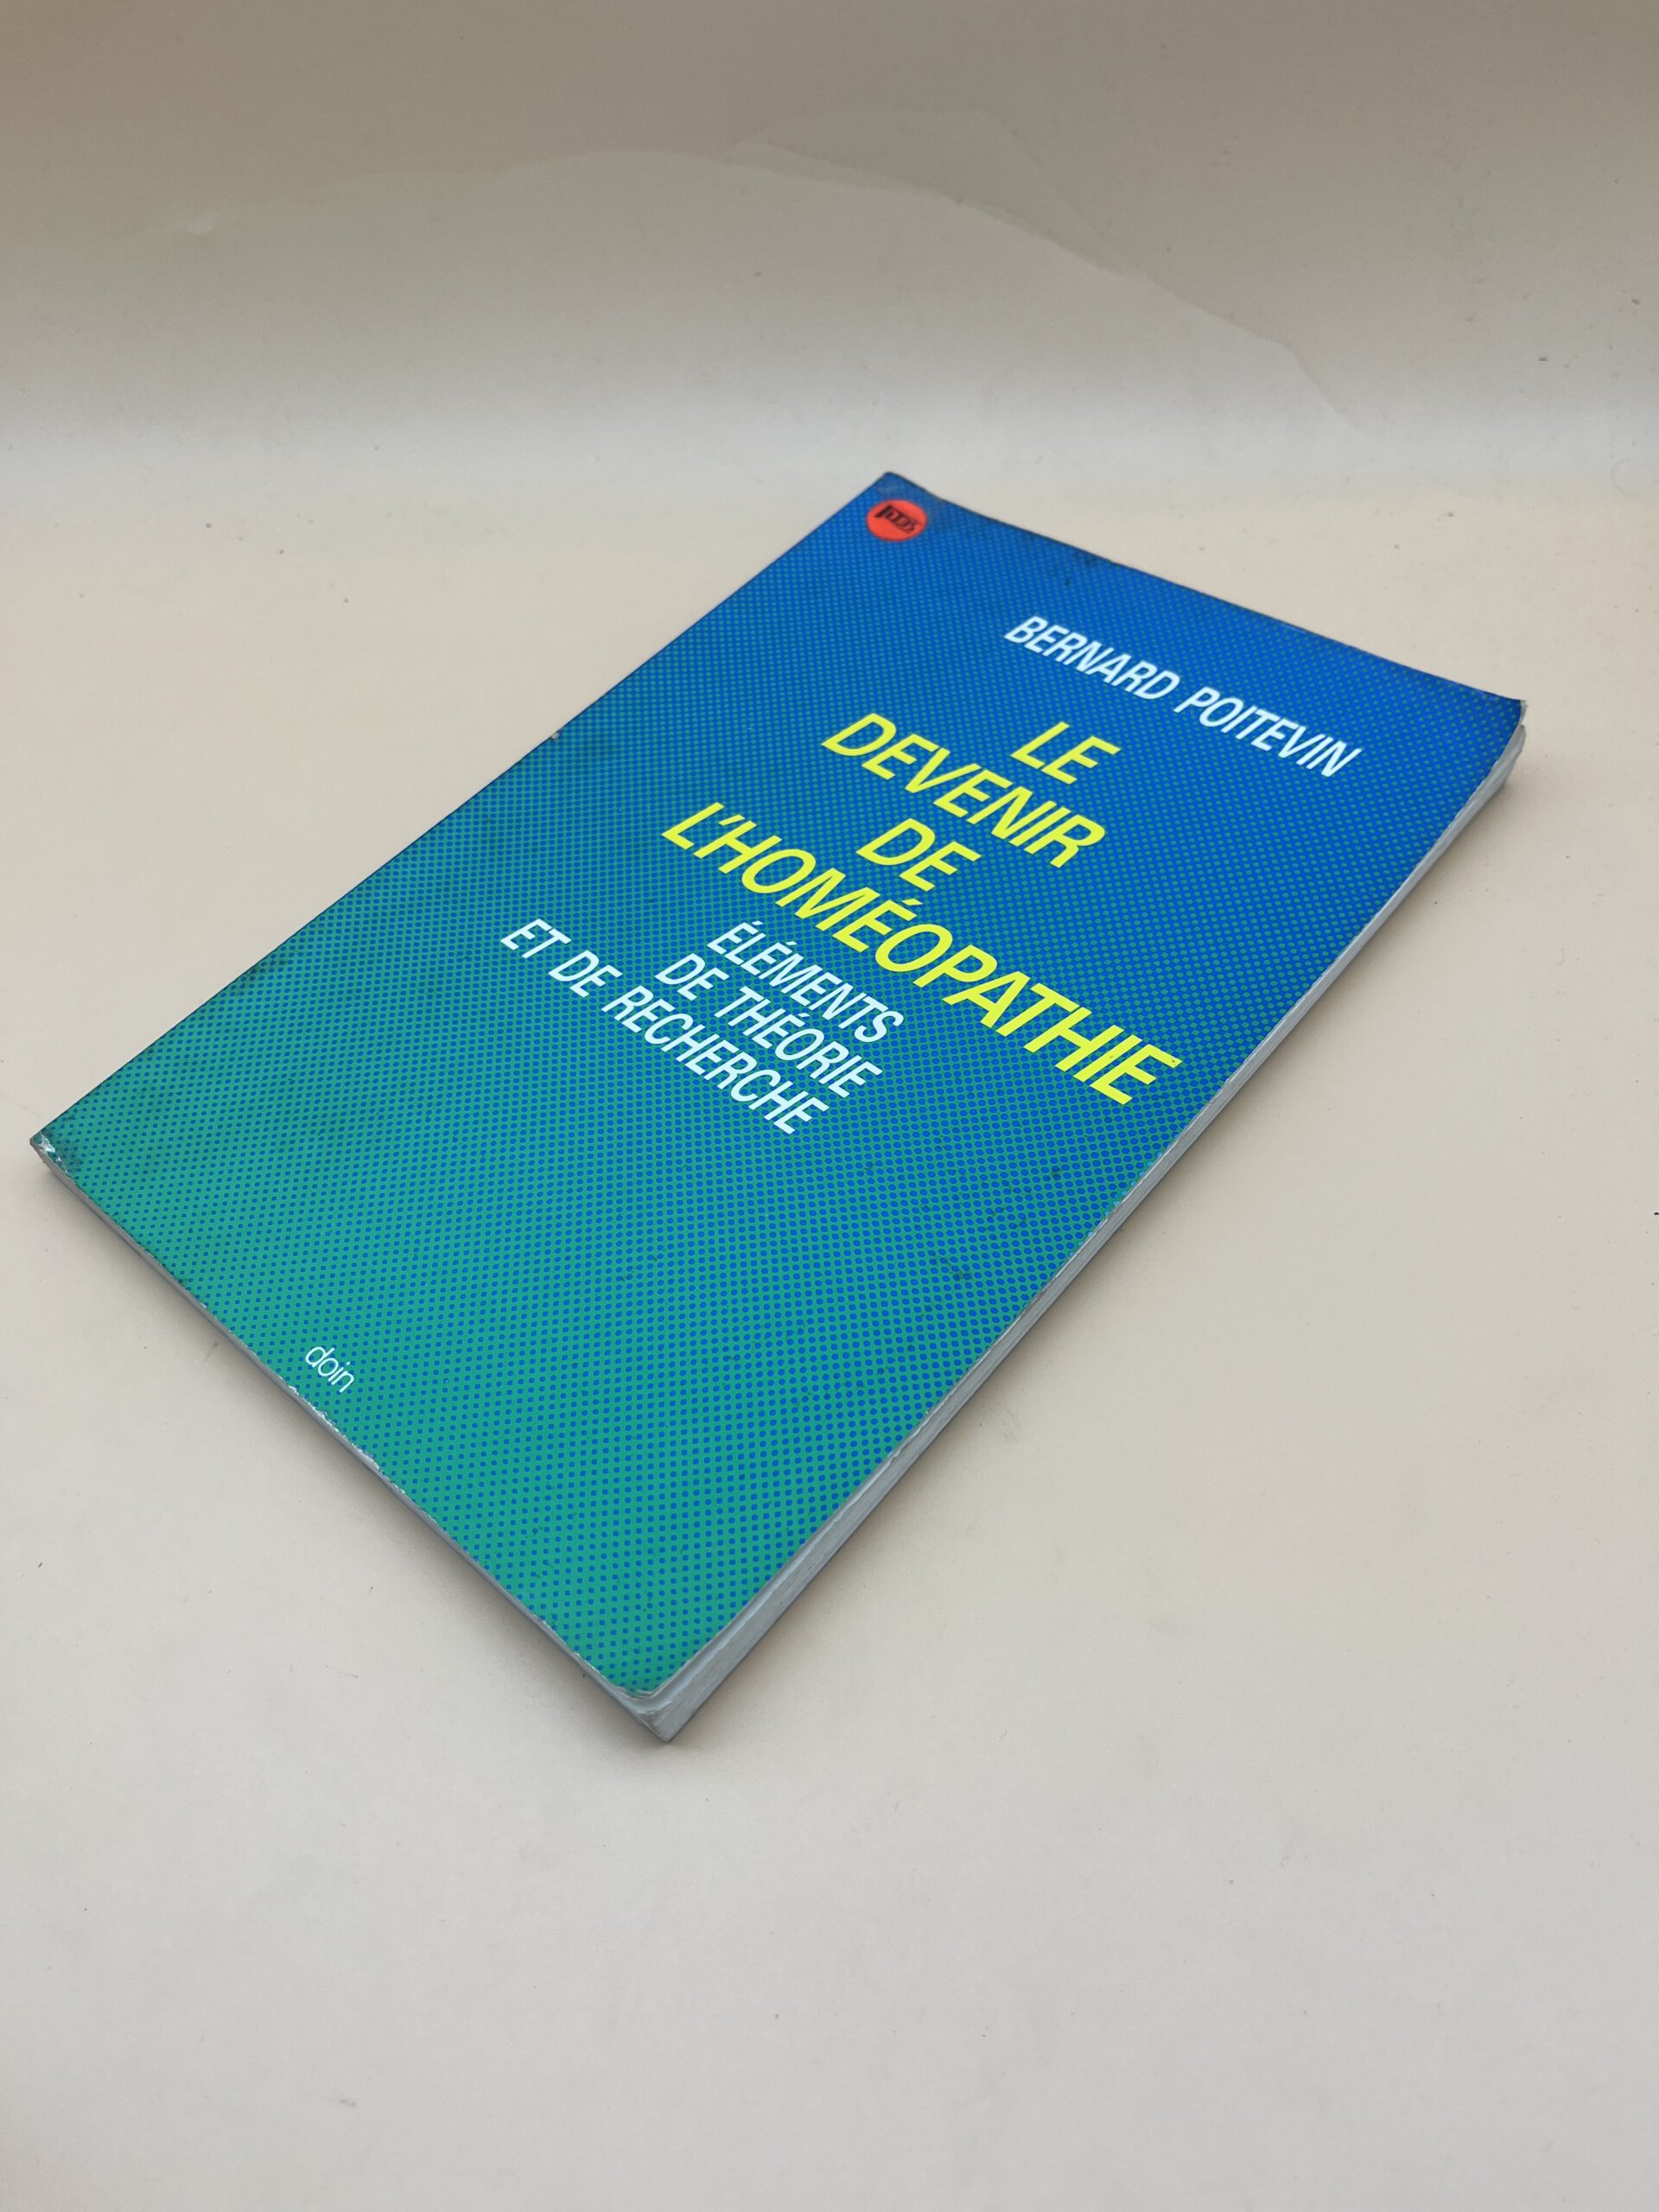 BERNARD POITEVIN
LE
DEVENIR
DE
L'HOMÉOPATHIE
ÉLÉMENTS
DE THÉORIE
ET DE RECHERCHE
doin